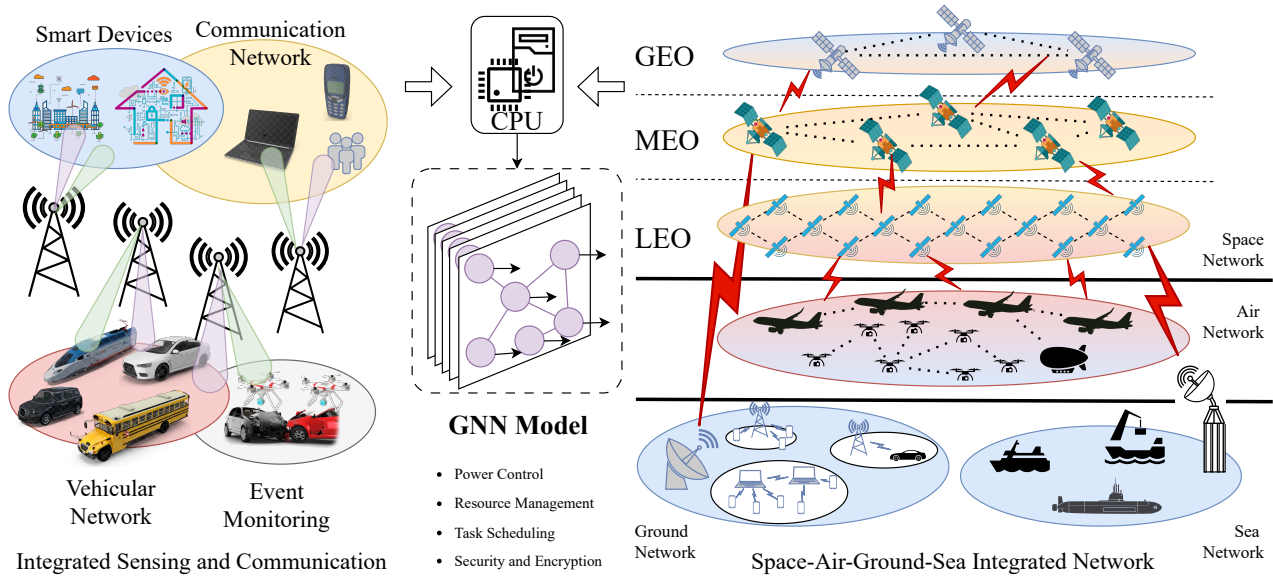 Smart Devices
Communication
Network
CPU
GNN Model
• Power Control
• Resource Management
• Task Scheduling
• Security and Encryption
Vehicular
Network
Event
Monitoring
Integrated Sensing and Communication
GEO
MEO
LEO
Space
Network
Air
Network
Ground
Network
Sea
Network
Space-Air-Ground-Sea Integrated Network